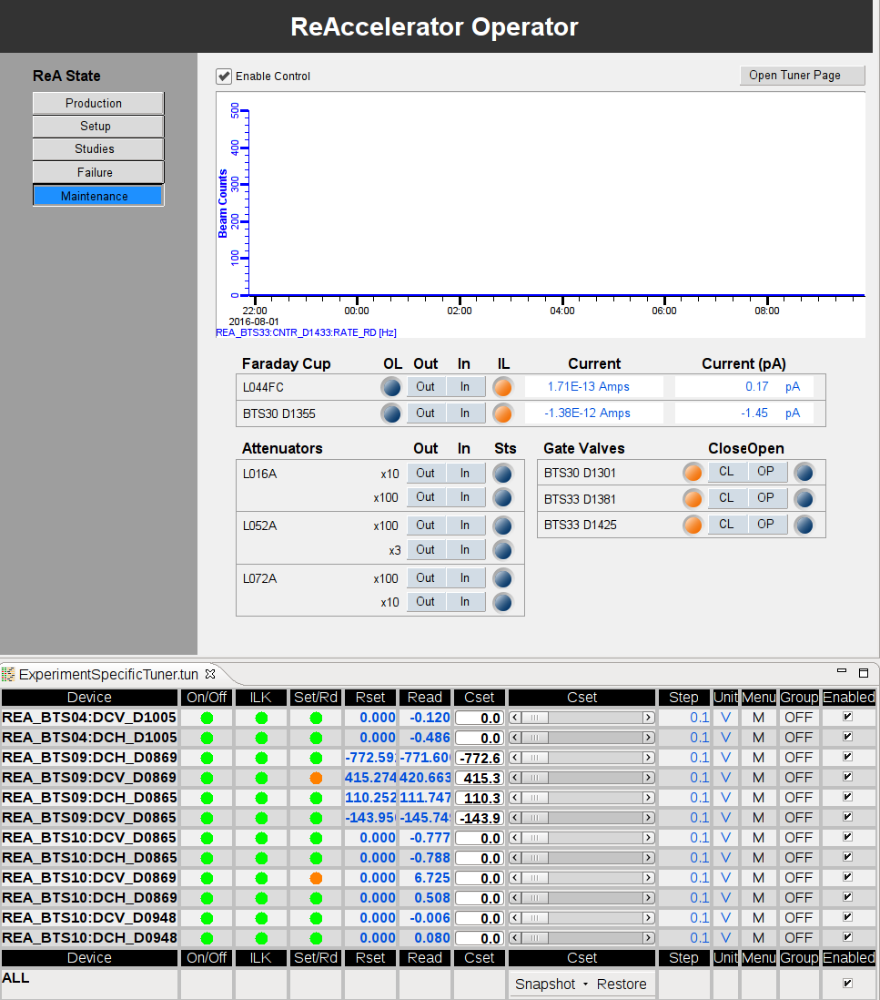 ReAccelerator Operator
ReA State
Production
Setup
Studies
Failure
Maintenance
Enable Control
Open Tuner Page
Beam Counts
500
400
300
200
100
0
22:00 00:00 02:00 04:00 06:00 08:00
2016-08-01
REA_BTS33:CNTR_D1433:RATE_RD [Hz]
Faraday Cup OL Out In IL Current Current (pA)
L044FC Out In 1.71E-13 Amps 0.17 pA
BTS30 D1355 Out In -1.38E-12 Amps -1.45 pA
Attenuators Out In Sts
L016A x10 Out In
x100 Out In
L052A x100 Out In
x3 Out In
L072A x100 Out In
x10 Out In
Gate Valves CloseOpen
BTS30 D1301 CL OP
BTS33 D1381 CL OP
BTS33 D1425 CL OP
ExperimentSpecificTuner.tun
Device On/Off ILK Set/Rd Rset Read Cset Cset Step Unit Menu Group Enabled
REA_BTS04:DCV_D1005 0.000 -0.120 0.0 0.1 V M OFF
REA_BTS04:DCH_D1005 0.000 -0.486 0.0 0.1 V M OFF
REA_BTS09:DCH_D0869 -772.592 -771.606 -772.6 0.1 V M OFF
REA_BTS09:DCV_D0869 415.274 420.663 415.3 0.1 V M OFF
REA_BTS09:DCH_D0865 110.252 111.747 110.3 0.1 V M OFF
REA_BTS09:DCV_D0865 -143.950 -145.749 -143.9 0.1 V M OFF
REA_BTS10:DCV_D0865 0.000 -0.777 0.0 0.1 V M OFF
REA_BTS10:DCH_D0865 0.000 -0.788 0.0 0.1 V M OFF
REA_BTS10:DCV_D0869 0.000 6.725 0.0 0.1 V M OFF
REA_BTS10:DCH_D0869 0.000 0.508 0.0 0.1 V M OFF
REA_BTS10:DCV_D0948 0.000 -0.006 0.0 0.1 V M OFF
REA_BTS10:DCH_D0948 0.000 0.080 0.0 0.1 V M OFF
Device On/Off ILK Set/Rd Rset Read Cset Cset Step Unit Menu Group Enabled
ALL Snapshot - Restore